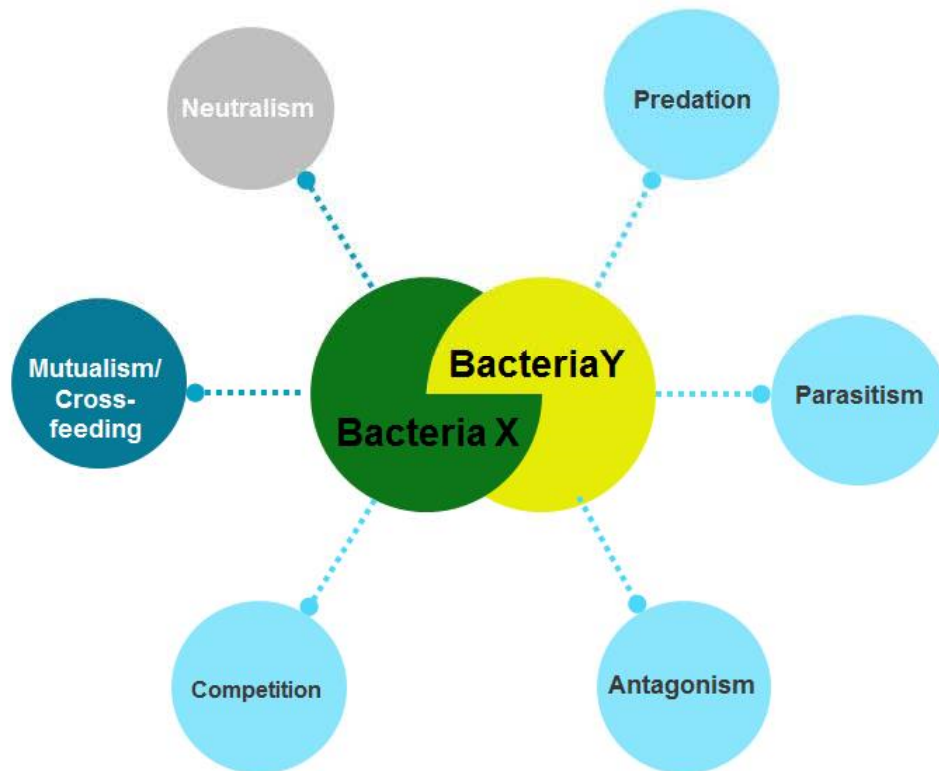 Neutralism
Predation
Mutualism/
Cross-
feeding
BacteriaY
Bacteria X
Parasitism
Competition
Antagonism